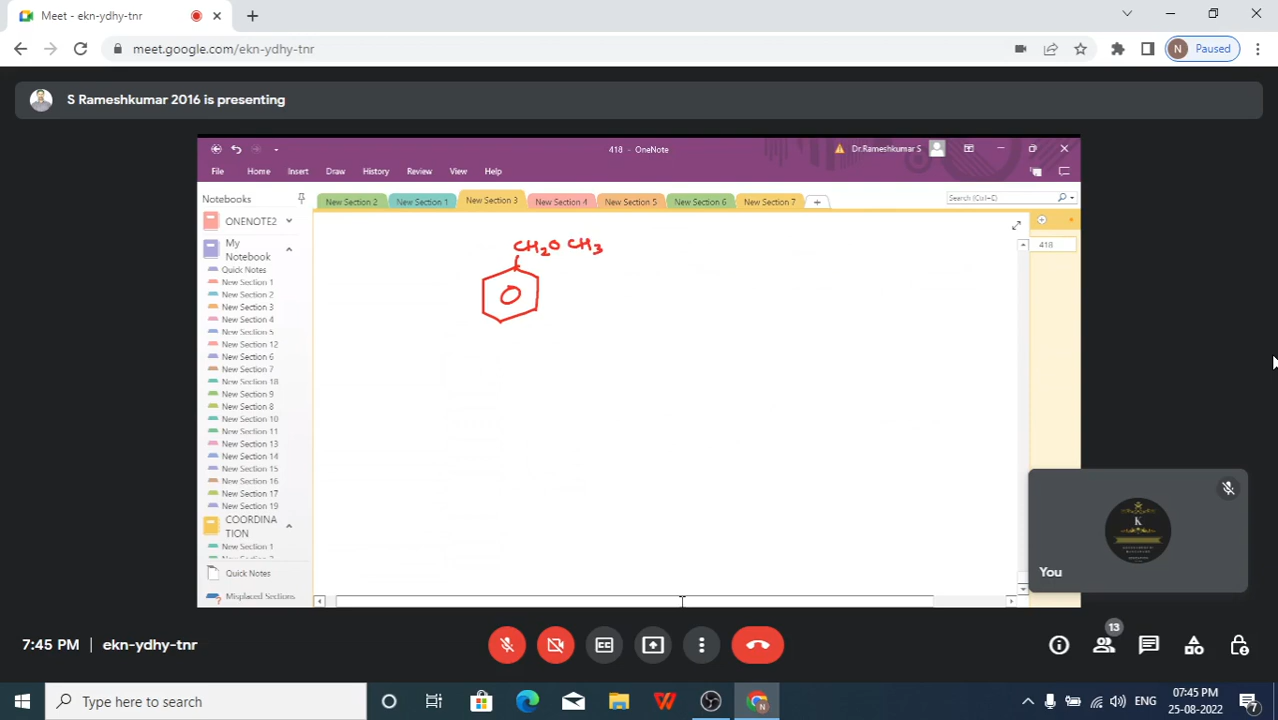 Meet - ekn-ydhy-tnr
meet.google.com/ekn-ydhy-tnr
N Paused
S Rameshkumar 2016 is presenting
418 - OneNote
Dr.Rameshkumar S
File Home Insert Draw History Review View Help
Notebooks
New Section 2 New Section 1 New Section 3 New Section 4 New Section 5 New Section 6 New Section 7
Search (Ctrl+E)
ONENOTE2
418
My
Notebook
CH2O CH3
Quick Notes
New Section 1
New Section 2
New Section 3
New Section 4
New Section 5
New Section 12
New Section 6
New Section 7
New Section 18
New Section 9
New Section 8
New Section 10
New Section 11
New Section 13
New Section 14
New Section 15
New Section 16
New Section 17
New Section 19
COORDINA
TION
New Section 1
Quick Notes
Misplaced Sections
K
You
7:45 PM | ekn-ydhy-tnr
CC
13
Type here to search
W
N
ENG
07:45 PM
25-08-2022
7